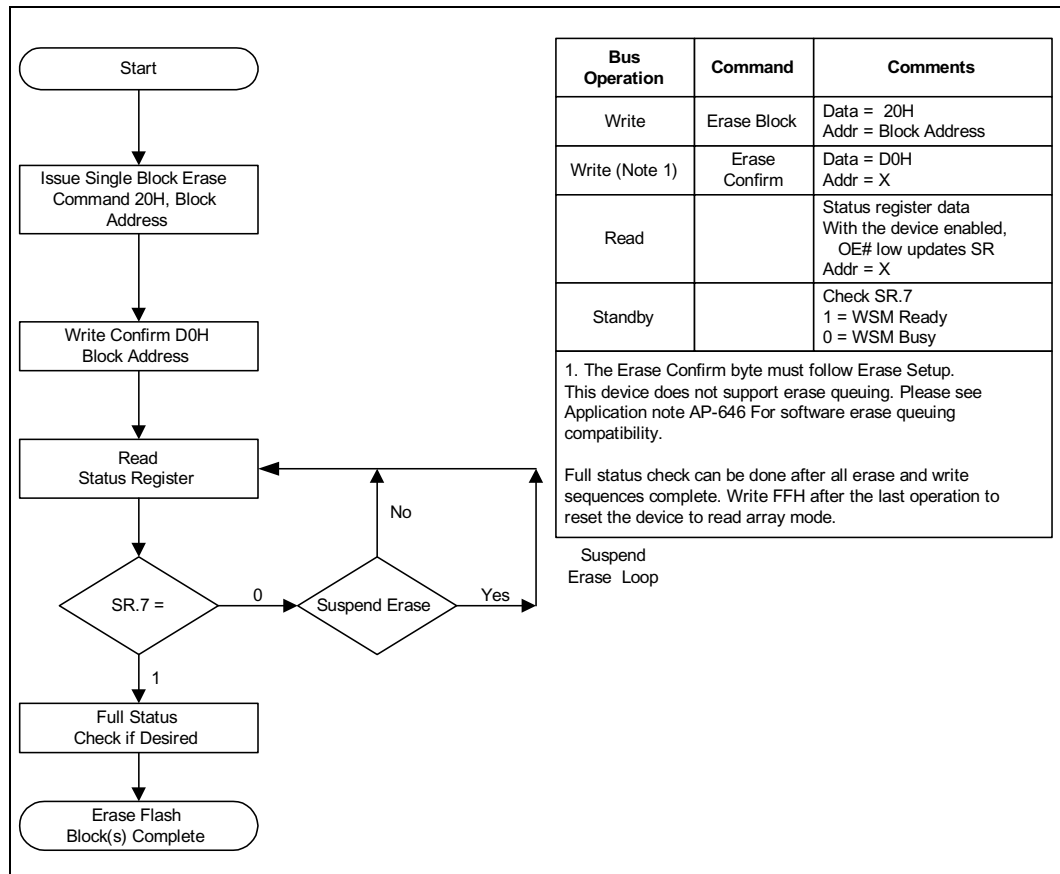 Start
Issue Single Block Erase
Command 20H, Block
Address
Write Confirm D0H
Block Address
Read
Status Register
No
SR.7 =
0
Suspend Erase
Yes
1
Full Status
Check if Desired
Erase Flash
Block(s) Complete
Bus
Operation
Command
Comments
Write
Erase Block
Data =  20H
Addr = Block Address
Write (Note 1)
Erase
Confirm
Data = D0H
Addr = X
Read
Status register data
With the device enabled,
OE# low updates SR
Addr = X
Standby
Check SR.7
1 = WSM Ready
0 = WSM Busy
1. The Erase Confirm byte must follow Erase Setup.
This device does not support erase queuing. Please see
Application note AP-646 For software erase queuing
compatibility.
Full status check can be done after all erase and write
sequences complete. Write FFH after the last operation to
reset the device to read array mode.
Suspend
Erase  Loop